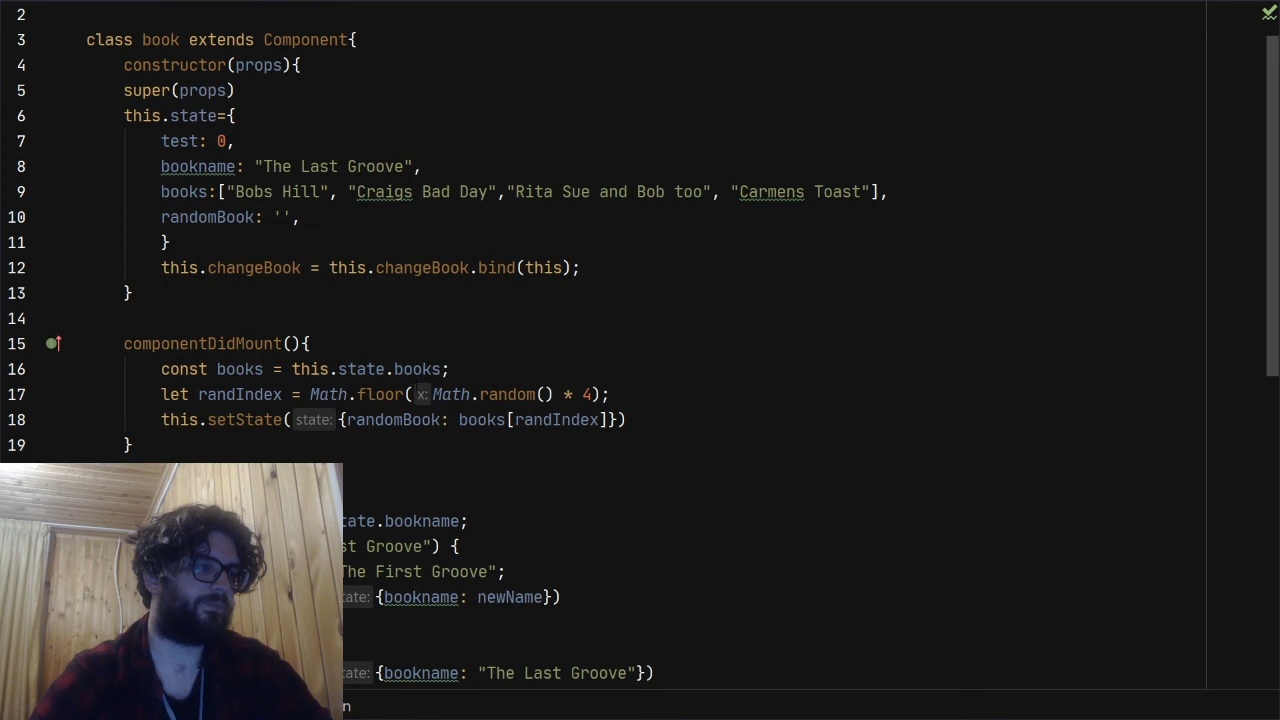 2
3 class book extends Component{
4 constructor(props){
5 super(props)
6 this.state={
7 test: 0,
8 bookname: "The Last Groove",
9 books:["Bobs Hill", "Craigs Bad Day","Rita Sue and Bob too", "Carmens Toast"],
10 randomBook: '',
11 }
12 this.changeBook = this.changeBook.bind(this);
13 }
14
15 componentDidMount(){
16 const books = this.state.books;
17 let randIndex = Math.floor( x: Math.random() * 4);
18 this.setState( state: {randomBook: books[randIndex]})
19 }
tate.bookname;
st Groove") {
The First Groove";
tate: {bookname: newName})
tate: {bookname: "The Last Groove"})
n